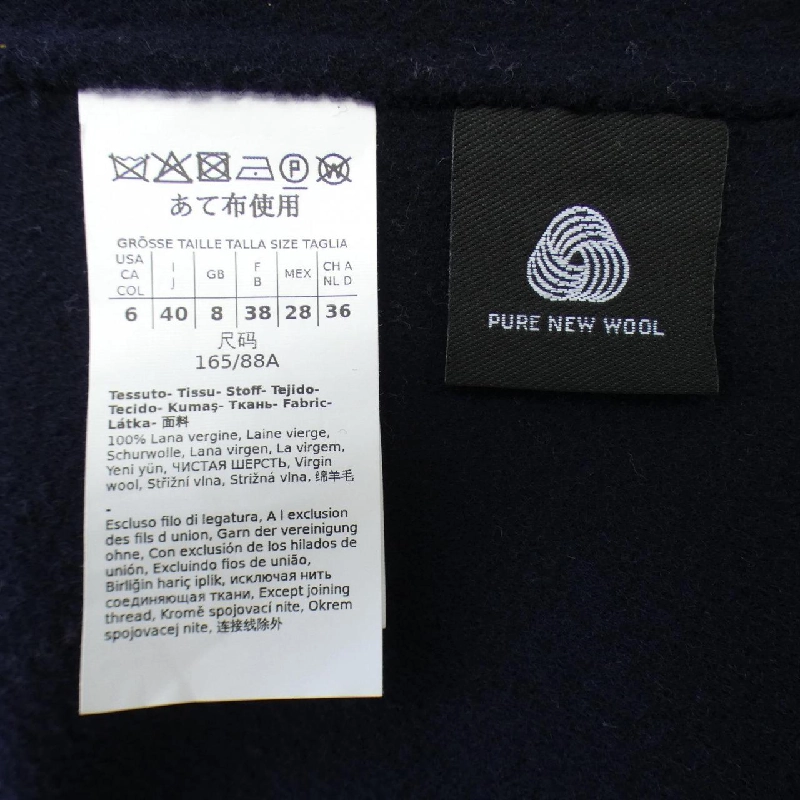 P W
あて布使用
GRÖSSE TAILLE TALLA SIZE TAGLIA
USA CA COL I J GB F B MEX CH A NL D
6 40 8 38 28 36
尺码
165/88A
Tessuto- Tissu- Stoff- Tejido-
Tecido- Kumaş- Ткань- Fabric-
Látka- 面料
100% Lana vergine, Laine vierge,
Schurwolle, Lana virgen, La virgem,
Yeni yün, ЧИСТАЯ ШЕРСТЬ, Virgin
wool, Střižní vlna, Strižná vlna, 绵羊毛
-
Escluso filo di legatura, A l exclusion
des fils d union, Garn der vereinigung
ohne, Con exclusión de los hilados de
unión, Excluindo fios de união,
Birliğin hariç iplik, исключая нить
соединяющая ткани, Except joining
thread, Kromě spojovací nite, Okrem
spojovacej nite, 连接线除外
PURE NEW WOOL